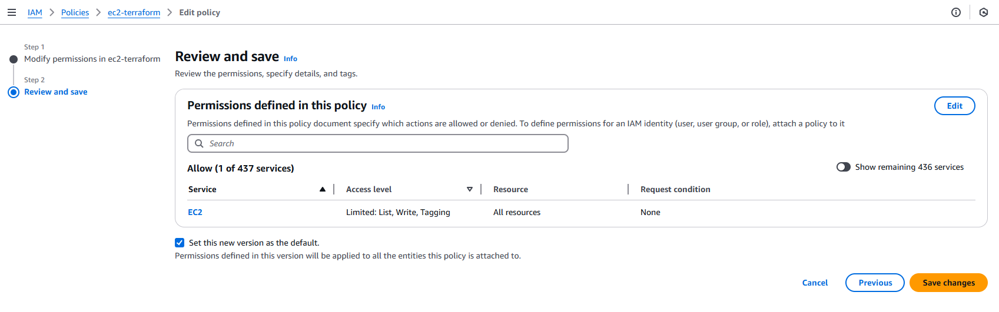 IAM > Policies > ec2-terraform > Edit policy
Step 1
Modify permissions in ec2-terraform
Step 2
Review and save
Review and save Info
Review the permissions, specify details, and tags.
Permissions defined in this policy Info
Edit
Permissions defined in this policy document specify which actions are allowed or denied. To define permissions for an IAM identity (user, user group, or role), attach a policy to it
Search
Allow (1 of 437 services)
Show remaining 436 services
Service Access level Resource Request condition
EC2 Limited: List, Write, Tagging All resources None
Set this new version as the default.
Permissions defined in this version will be applied to all the entities this policy is attached to.
Cancel Previous Save changes